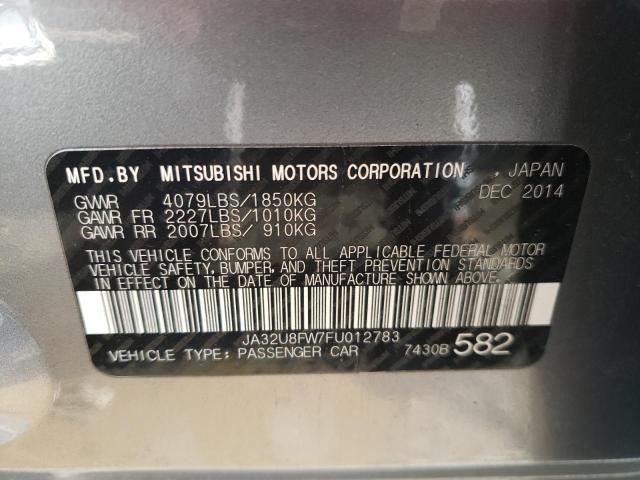 MFD.BY MITSUBISHI MOTORS CORPORATION , JAPAN
GVWR 4079LBS/1850KG DEC 2014
GAWR FR 2227LBS/1010KG
GAWR RR 2007LBS/ 910KG
THIS VEHICLE CONFORMS TO ALL APPLICABLE FEDERAL MOTOR
VEHICLE SAFETY, BUMPER, AND THEFT PREVENTION STANDARDS
IN EFFECT ON THE DATE OF MANUFACTURE SHOWN ABOVE.
JA32U8FW7FU012783
VEHICLE TYPE: PASSENGER CAR 7430B 582